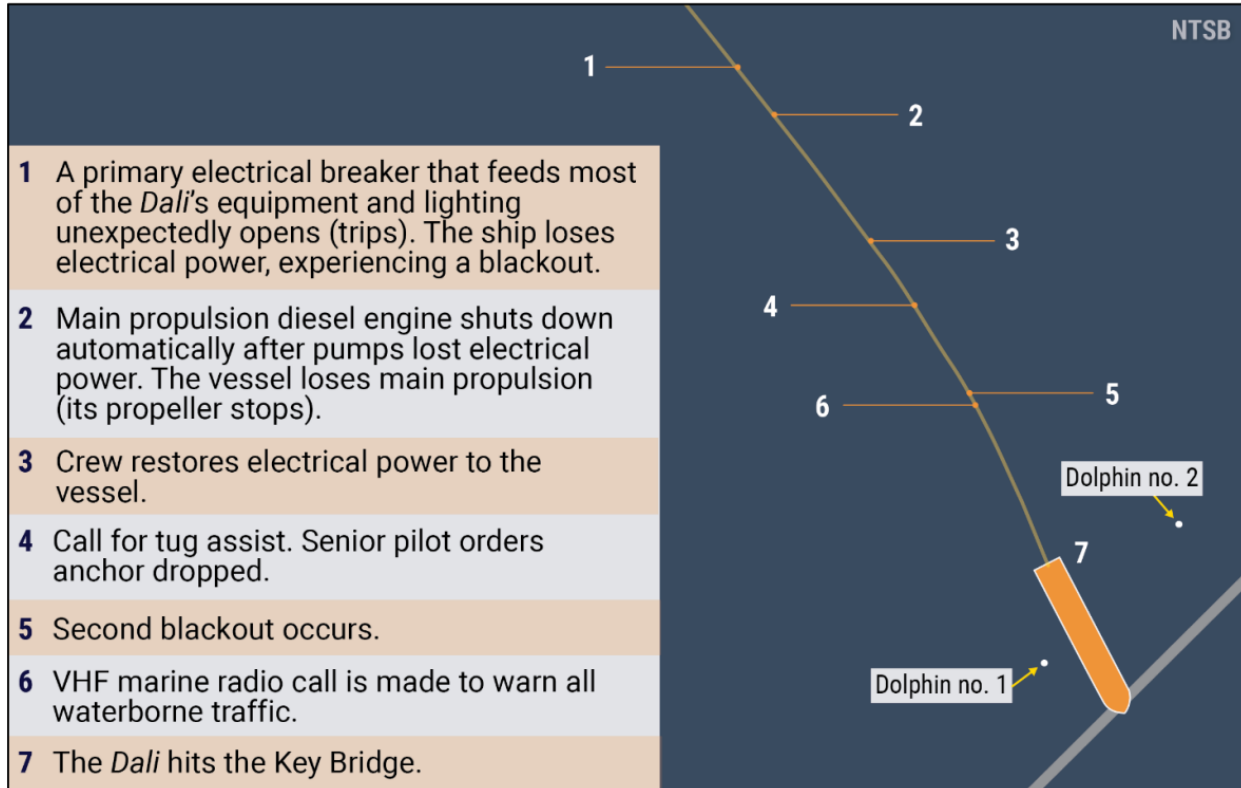 NTSB
1
2
3
4
5
6
Dolphin no. 2
7
Dolphin no. 1
1 A primary electrical breaker that feeds most
of the Dali's equipment and lighting
unexpectedly opens (trips). The ship loses
electrical power, experiencing a blackout.
2 Main propulsion diesel engine shuts down
automatically after pumps lost electrical
power. The vessel loses main propulsion
(its propeller stops).
3 Crew restores electrical power to the
vessel.
4 Call for tug assist. Senior pilot orders
anchor dropped.
5 Second blackout occurs.
6 VHF marine radio call is made to warn all
waterborne traffic.
7 The Dali hits the Key Bridge.